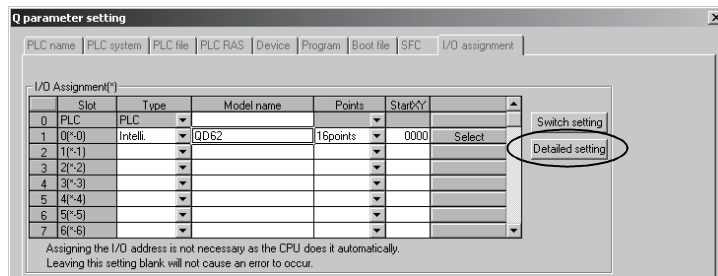 Q parameter setting
PLC name PLC system PLC file PLC RAS Device Program Boot file SFC I/O assignment
I/O Assignment(*)
Slot Type Model name Points StartXY
0 PLC PLC
1 0(*-0) Intelli. QD62 16points 0000 Select
2 1(*-1)
3 2(*-2)
4 3(*-3)
5 4(*-4)
6 5(*-5)
7 6(*-6)
Switch setting
Detailed setting
Assigning the I/O address is not necessary as the CPU does it automatically.
Leaving this setting blank will not cause an error to occur.